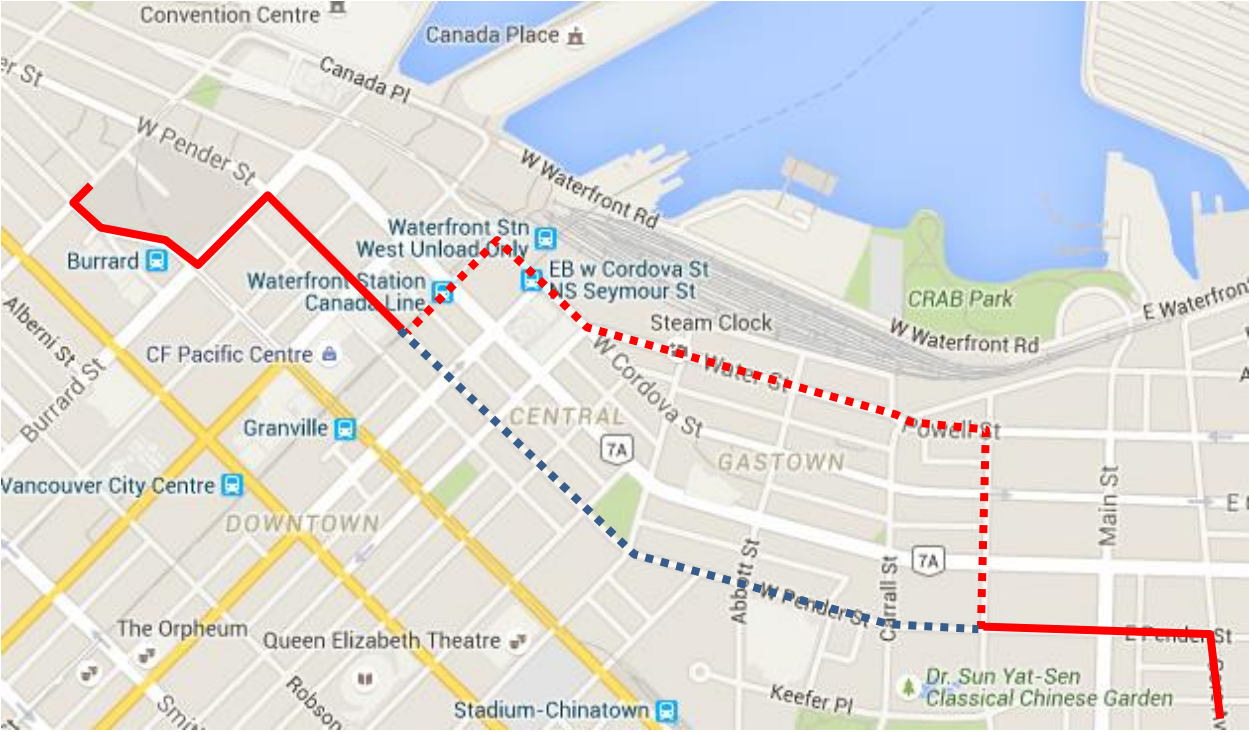 Convention Centre
Canada Place
er St
Canada Pl
W Pender St
W Waterfront Rd
Waterfront Stn
West Unload Only
Burrard
EB w Cordova St
NS Seymour St
Waterfront Station
Canada Line
CRAB Park
E Waterfron
Alberni St
Steam Clock
W Waterfront Rd
CF Pacific Centre
W Cordova St
Water St
A
Burrard St
CENTRAL
Granville
7A
Powell St
GASTOWN
Vancouver City Centre
Main St
E
DOWNTOWN
Abbott St
7A
W Pender St
Carrall St
The Orpheum
Queen Elizabeth Theatre
E Pender St
Dr. Sun Yat-Sen
Classical Chinese Garden
Robson
Keefer Pl
Smith
Stadium-Chinatown